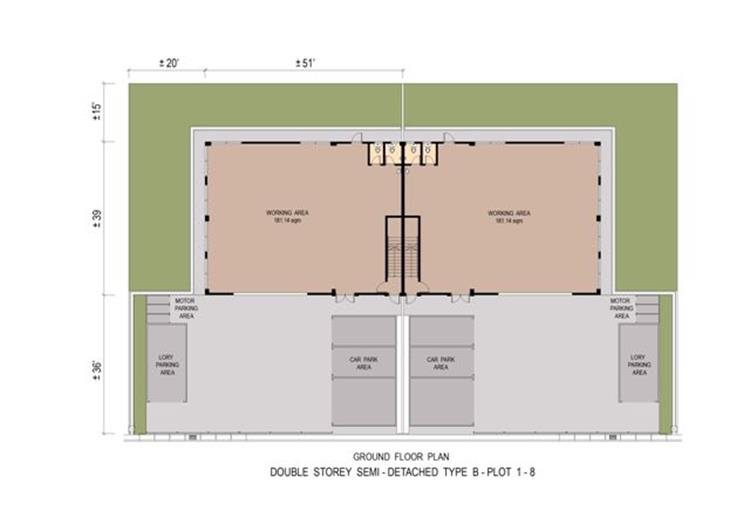 ± 20'
± 51'
± 15'
± 39
± 36'
WORKING AREA
181.14 sqm
WORKING AREA
181.14 sqm
MOTOR
PARKING
AREA
MOTOR
PARKING
AREA
LORY
PARKING
AREA
CAR PARK
AREA
CAR PARK
AREA
LORY
PARKING
AREA
GROUND FLOOR PLAN
DOUBLE STOREY SEMI - DETACHED TYPE B - PLOT 1 - 8